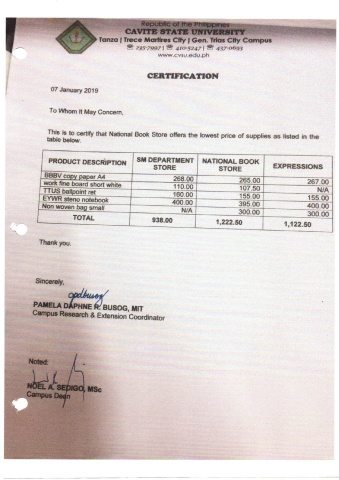 Republic of the Philippines
CAVITE STATE UNIVERSITY
Tanza | Trece Martires City | Gen. Trias City Campus
☏ 235-7997 | ☏ 410-5247 | ☏ 437-0693
www.cvsu.edu.ph
CERTIFICATION
07 January 2019
To Whom It May Concern,
This is to certify that National Book Store offers the lowest price of supplies as listed in the
table below.
PRODUCT DESCRIPTION SM DEPARTMENT STORE NATIONAL BOOK STORE EXPRESSIONS
BBBV copy paper A4 268.00 265.00 267.00
work fine board short white 110.00 107.50 N/A
TTUS ballpoint ret 160.00 155.00 155.00
EYWR steno notebook 400.00 395.00 400.00
Non woven bag small N/A 300.00 300.00
TOTAL 938.00 1,222.50 1,122.50
Thank you.
Sincerely,
PAMELA DAPHNE R. BUSOG, MIT
Campus Research & Extension Coordinator
Noted:
NOEL A. SEDIGO, MSc
Campus Dean